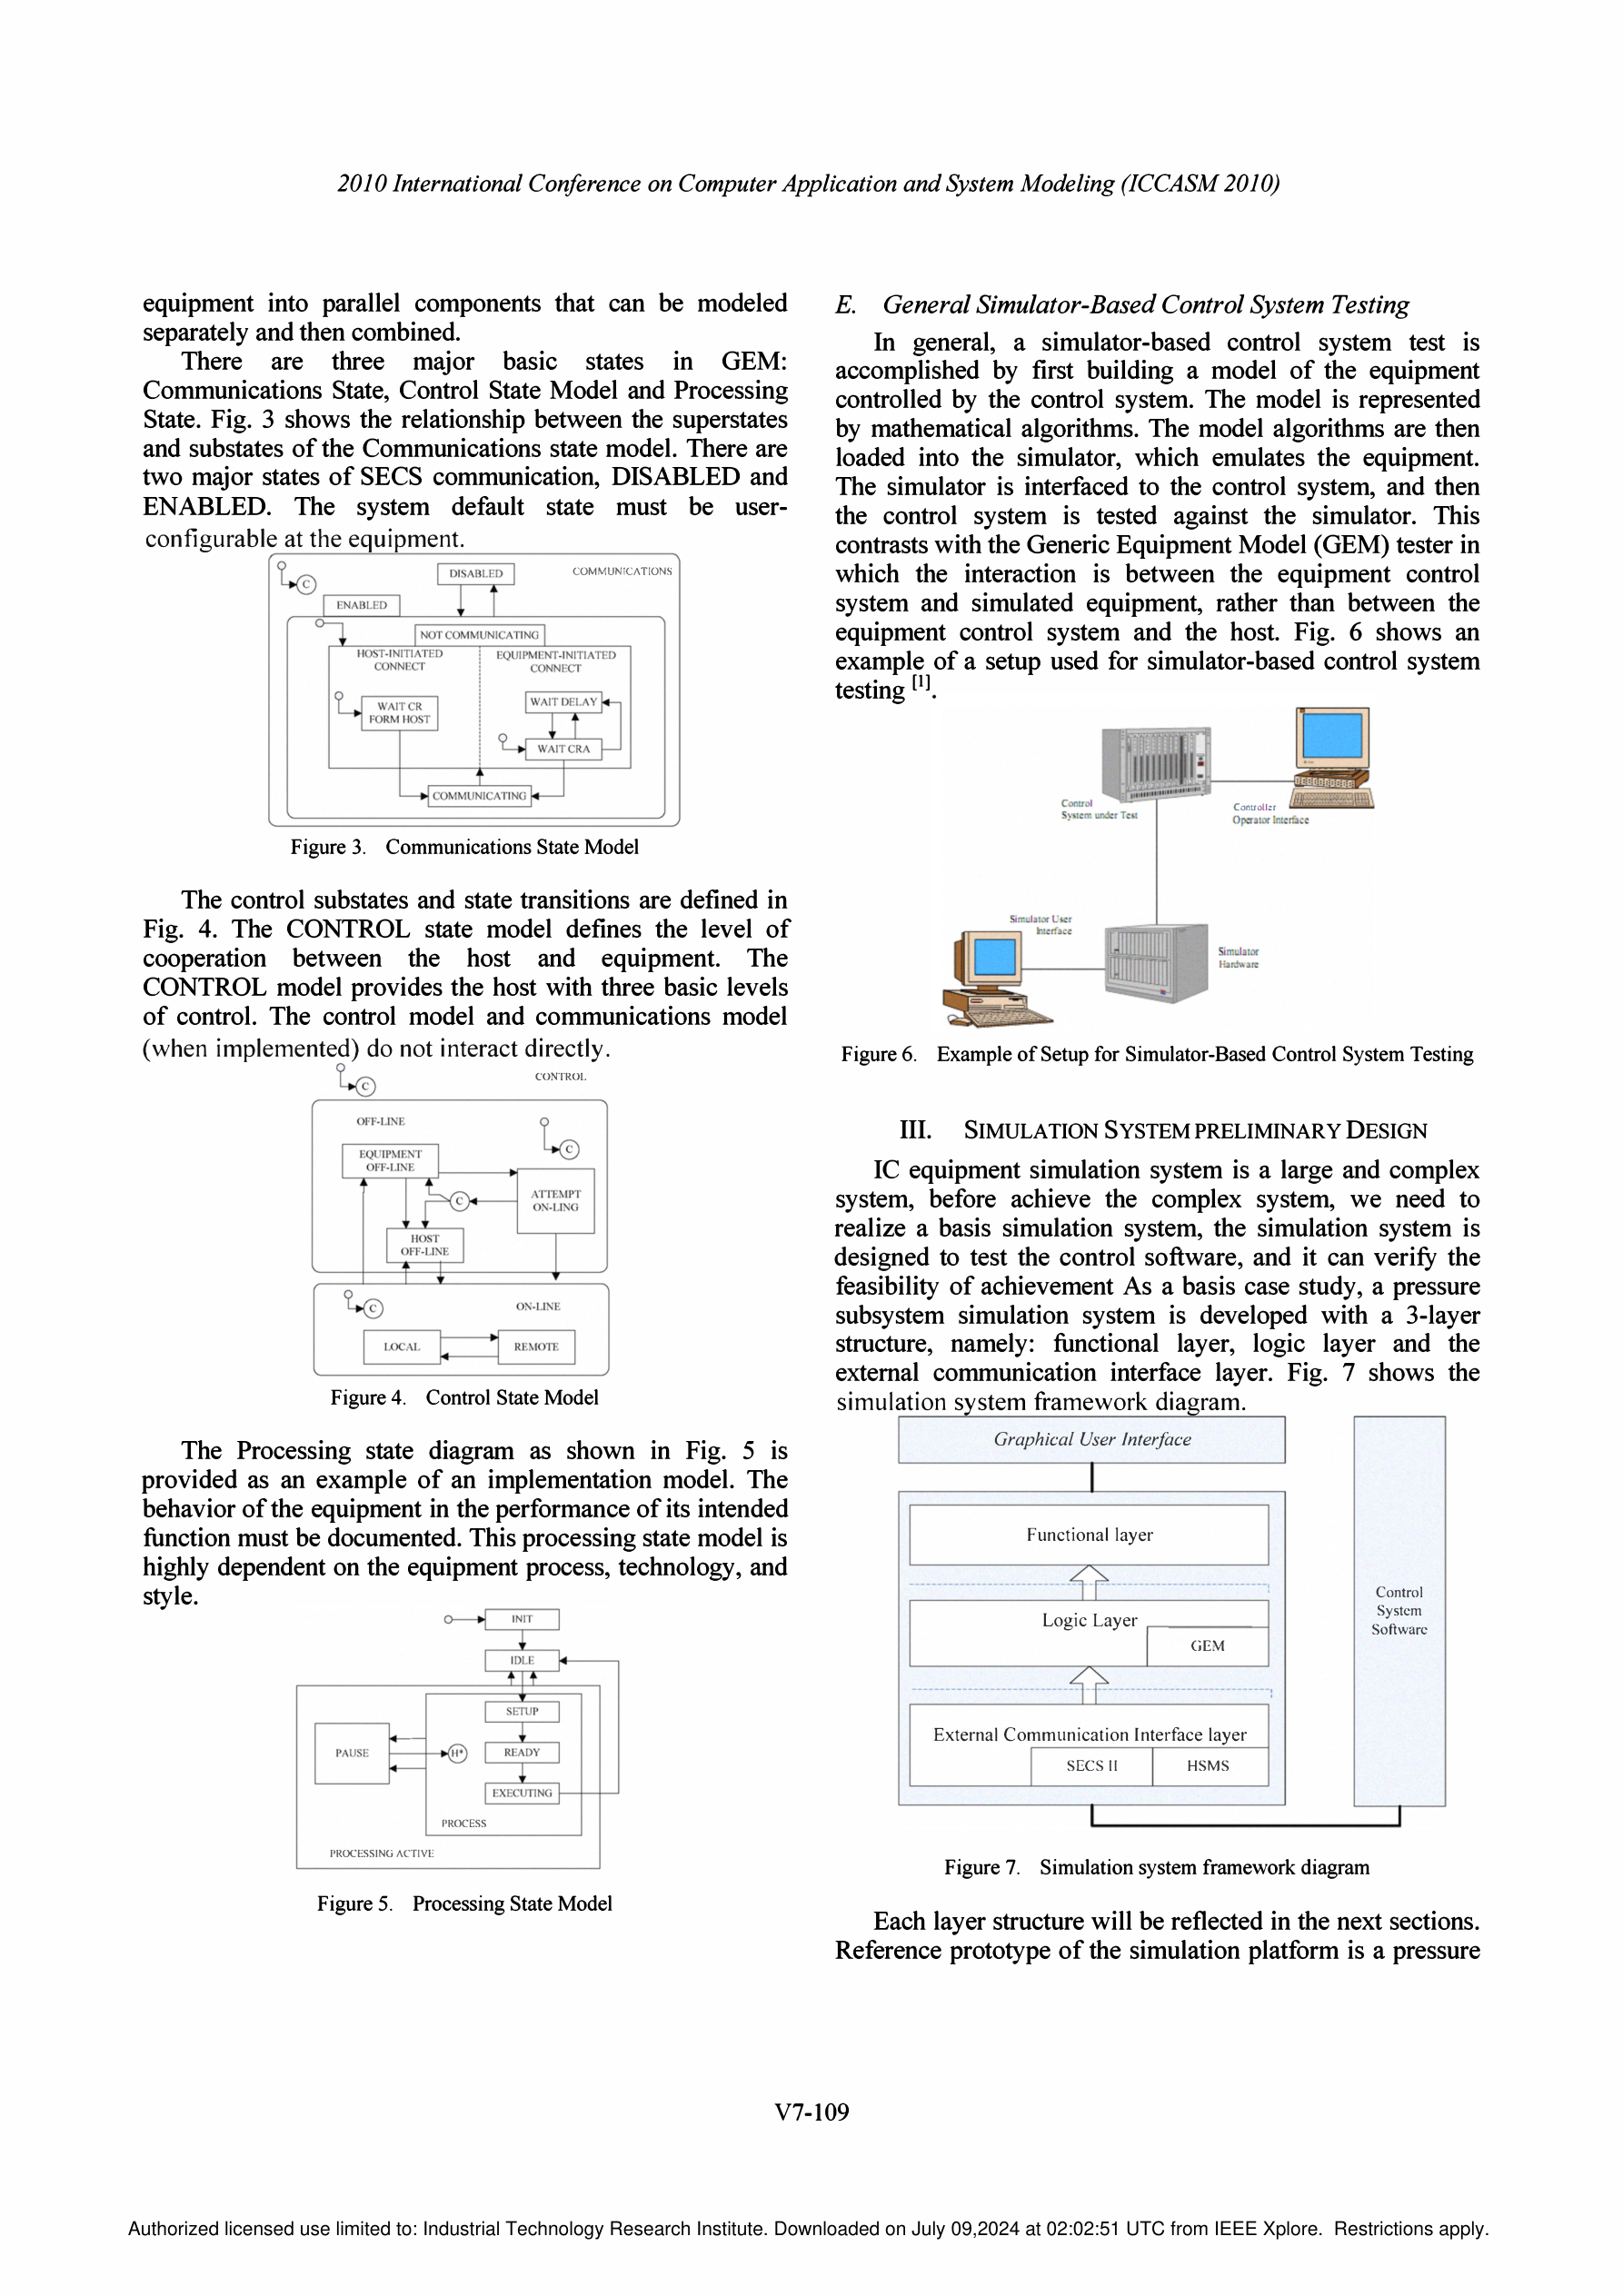 2010 International Conference on Computer Application and System Modeling (ICCASM 2010)
equipment into parallel components that can be modeled
separately and then combined.
There are three major basic states in GEM:
Communications State, Control State Model and Processing
State. Fig. 3 shows the relationship between the superstates
and substates of the Communications state model. There are
two major states of SECS communication, DISABLED and
ENABLED. The system default state must be user-
configurable at the equipment.
C
DISABLED
COMMUNICATIONS
ENABLED
NOT COMMUNICATING
HOST-INITIATED
CONNECT
EQUIPMENT-INITIATED
CONNECT
WAIT CR
FORM HOST
WAIT DELAY
WAIT CRA
COMMUNICATING
Figure 3. Communications State Model
The control substates and state transitions are defined in
Fig. 4. The CONTROL state model defines the level of
cooperation between the host and equipment. The
CONTROL model provides the host with three basic levels
of control. The control model and communications model
(when implemented) do not interact directly.
C
CONTROL
OFF-LINE
C
EQUIPMENT
OFF-LINE
C
ATTEMPT
ON-LING
HOST
OFF-LINE
C
ON-LINE
LOCAL
REMOTE
Figure 4. Control State Model
The Processing state diagram as shown in Fig. 5 is
provided as an example of an implementation model. The
behavior of the equipment in the performance of its intended
function must be documented. This processing state model is
highly dependent on the equipment process, technology, and
style.
INIT
IDLE
SETUP
PAUSE
H*
READY
EXECUTING
PROCESS
PROCESSING ACTIVE
Figure 5. Processing State Model
E. General Simulator-Based Control System Testing
In general, a simulator-based control system test is
accomplished by first building a model of the equipment
controlled by the control system. The model is represented
by mathematical algorithms. The model algorithms are then
loaded into the simulator, which emulates the equipment.
The simulator is interfaced to the control system, and then
the control system is tested against the simulator. This
contrasts with the Generic Equipment Model (GEM) tester in
which the interaction is between the equipment control
system and simulated equipment, rather than between the
equipment control system and the host. Fig. 6 shows an
example of a setup used for simulator-based control system
testing [1].
Control
System under Test
Controller
Operator Interface
Simulator User
Interface
Simulator
Hardware
Figure 6. Example of Setup for Simulator-Based Control System Testing
III. SIMULATION SYSTEM PRELIMINARY DESIGN
IC equipment simulation system is a large and complex
system, before achieve the complex system, we need to
realize a basis simulation system, the simulation system is
designed to test the control software, and it can verify the
feasibility of achievement As a basis case study, a pressure
subsystem simulation system is developed with a 3-layer
structure, namely: functional layer, logic layer and the
external communication interface layer. Fig. 7 shows the
simulation system framework diagram.
Graphical User Interface
Functional layer
Logic Layer
GEM
External Communication Interface layer
SECS II
HSMS
Control
System
Software
Figure 7. Simulation system framework diagram
Each layer structure will be reflected in the next sections.
Reference prototype of the simulation platform is a pressure
V7-109
Authorized licensed use limited to: Industrial Technology Research Institute. Downloaded on July 09,2024 at 02:02:51 UTC from IEEE Xplore. Restrictions apply.